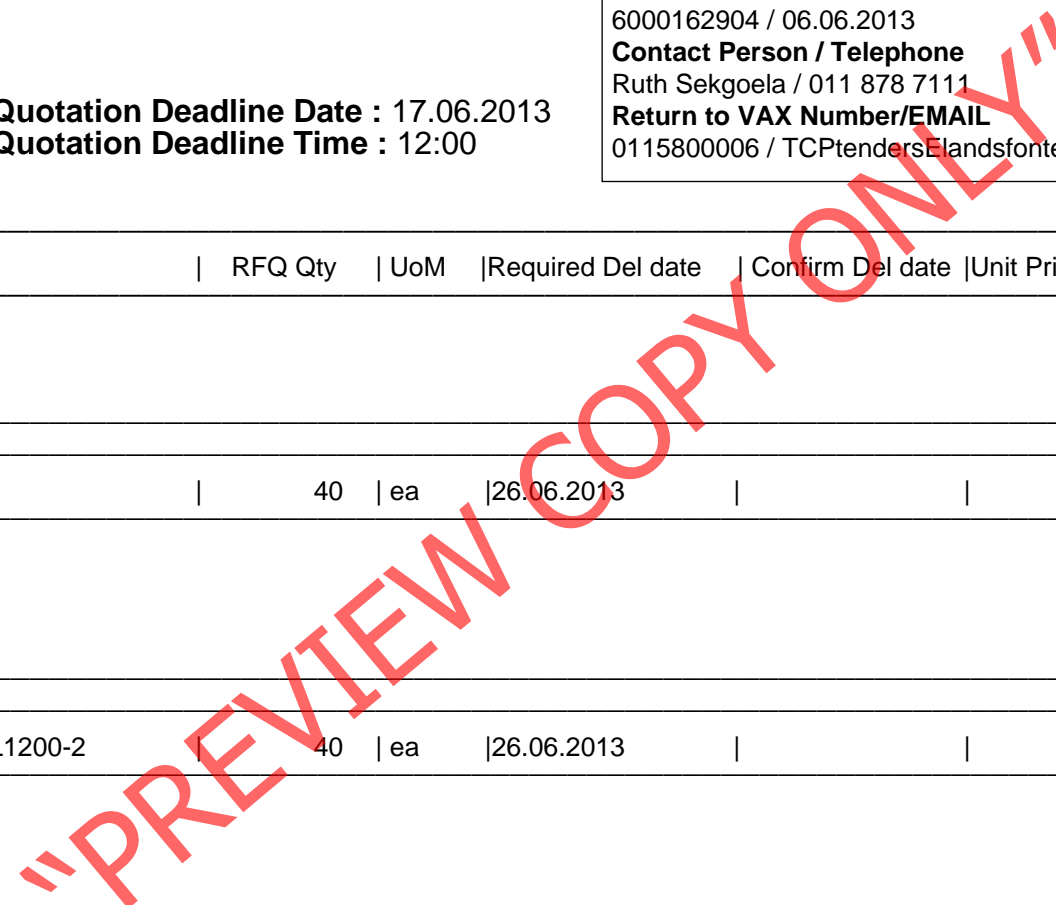 6000162904 / 06.06.2013
Contact Person / Telephone
Ruth Sekgoela / 011 878 7111
Return to VAX Number/EMAIL
0115800006 / TCPtendersElandsfonte
Quotation Deadline Date : 17.06.2013
Quotation Deadline Time : 12:00
| RFQ Qty | UoM |Required Del date | Confirm Del date |Unit Pri
| 40 | ea |26.06.2013 | |
.1200-2 | 40 | ea |26.06.2013 | |
"PREVIEW COPY ONLY"